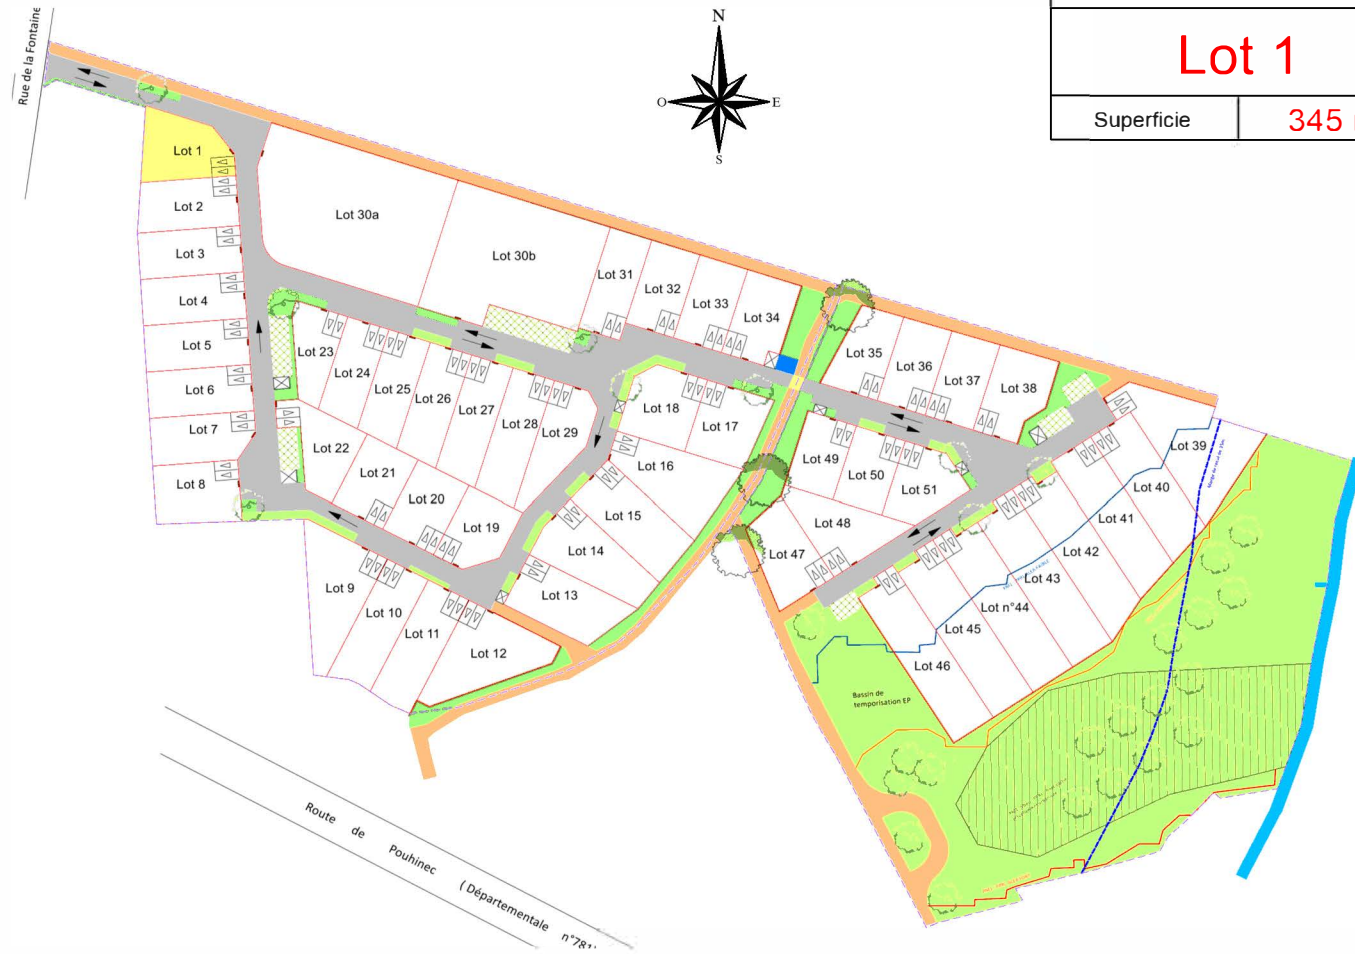 Rue de la Fontaine
N
O
E
S
Lot 1
Superficie
345
Lot 1
Lot 2
Lot 3
Lot 4
Lot 5
Lot 6
Lot 7
Lot 8
Lot 30a
Lot 30b
Lot 31
Lot 32
Lot 33
Lot 34
Lot 35
Lot 36
Lot 37
Lot 38
Lot 39
Lot 40
Lot 41
Lot 42
Lot 43
Lot n°44
Lot 45
Lot 46
Lot 23
Lot 24
Lot 25
Lot 26
Lot 27
Lot 28
Lot 29
Lot 22
Lot 21
Lot 20
Lot 19
Lot 18
Lot 17
Lot 16
Lot 15
Lot 14
Lot 13
Lot 9
Lot 10
Lot 11
Lot 12
Lot 49
Lot 50
Lot 51
Lot 48
Lot 47
Bassin de
temporisation EP
Route de Pouhinec (Départementale n°781